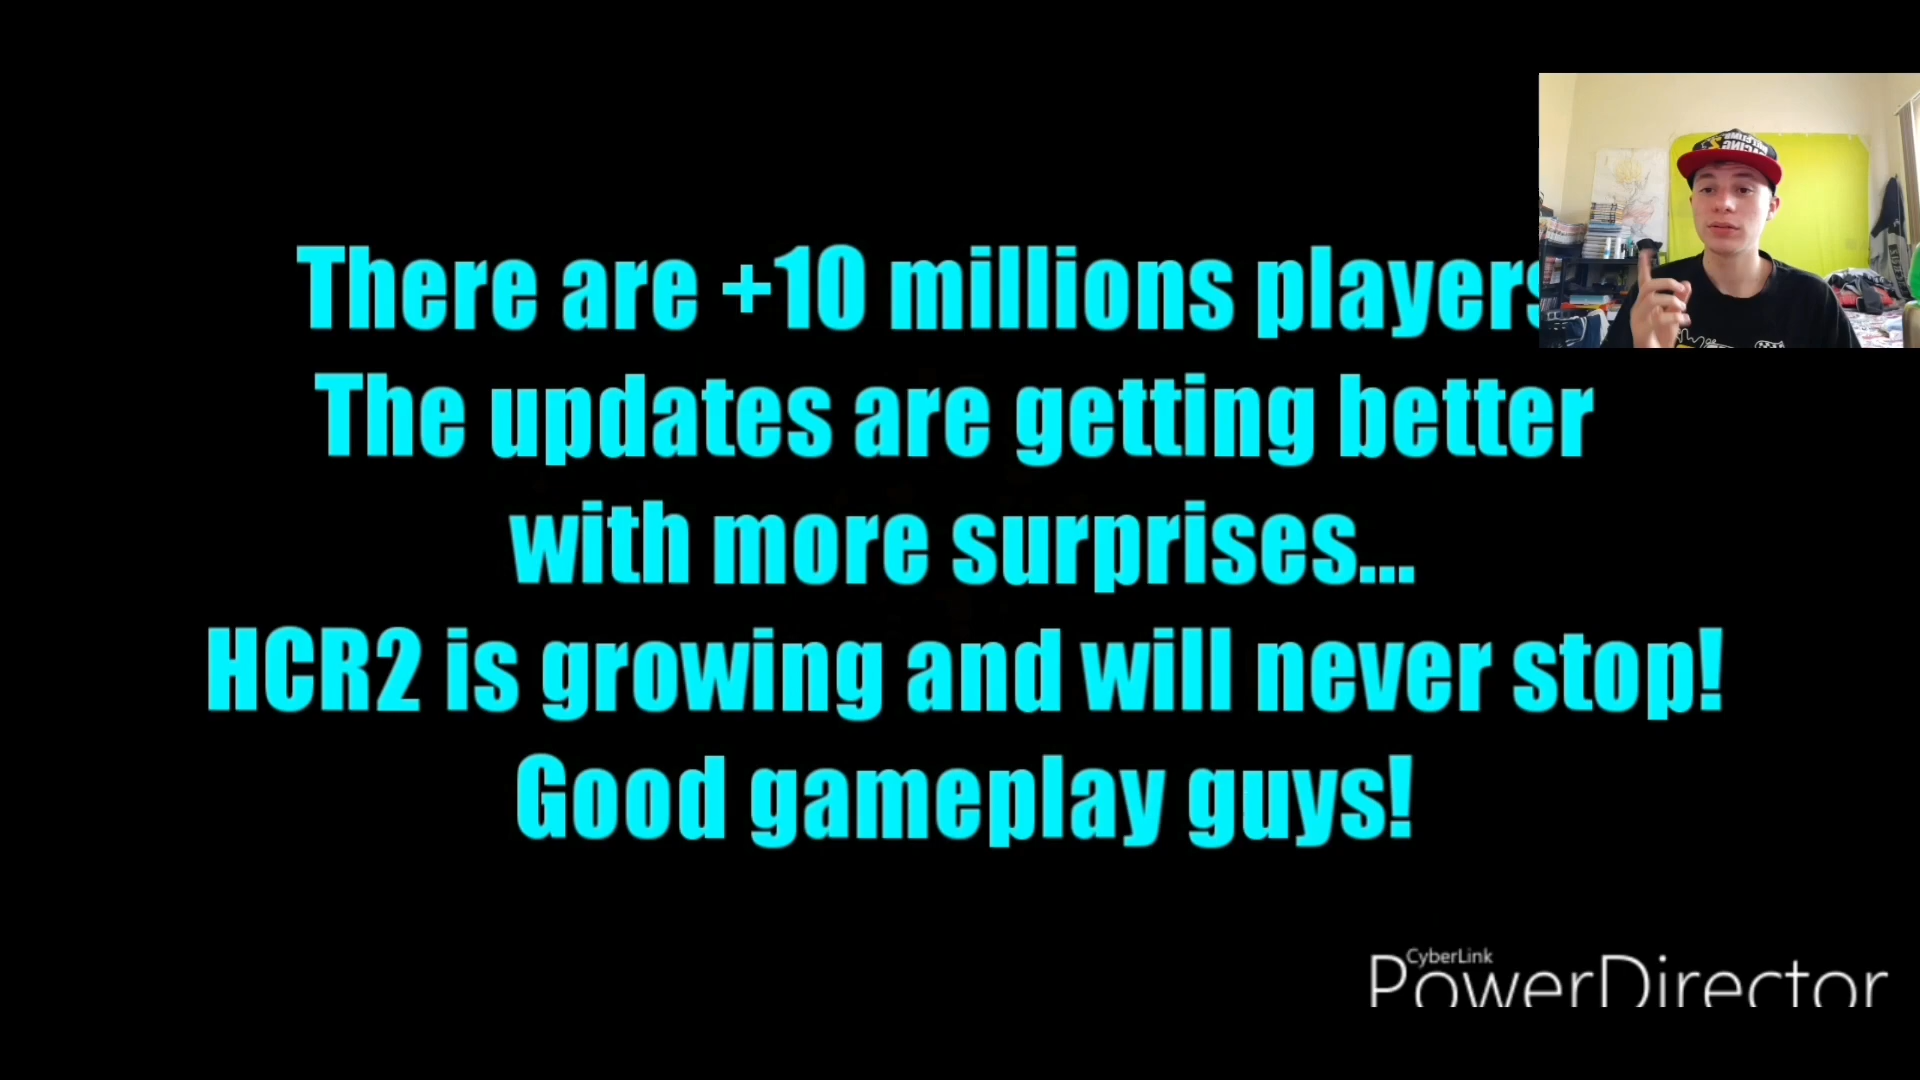 There are +10 millions players
The updates are getting better
with more surprises...
HCR2 is growing and will never stop!
Good gameplay guys!
CyberLink
PowerDirector